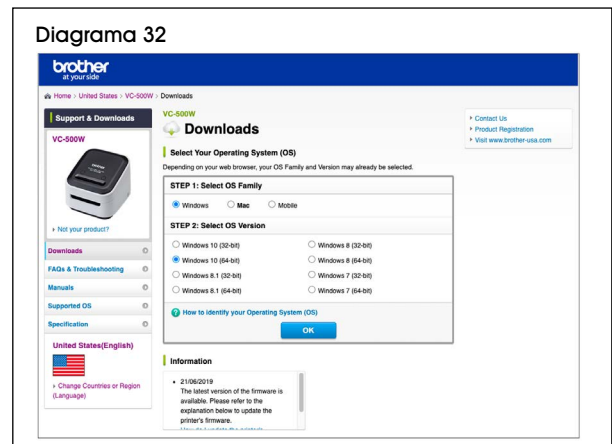 Diagrama 32
brother
at your side
Home > United States > VC-500W > Downloads
Support & Downloads
VC-500W
Not your product?
Downloads
FAQs & Troubleshooting
Manuals
Supported OS
Specification
United States(English)
Change Countries or Region
(Language)
VC-500W
Downloads
Select Your Operating System (OS)
Depending on your web browser, your OS Family and Version may already be selected.
STEP 1: Select OS Family
Windows Mac Mobile
STEP 2: Select OS Version
Windows 10 (32-bit) Windows 8 (32-bit)
Windows 10 (64-bit) Windows 8 (64-bit)
Windows 8.1 (32-bit) Windows 7 (32-bit)
Windows 8.1 (64-bit) Windows 7 (64-bit)
? How to identify your Operating System (OS)
OK
Information
• 21/06/2019
The latest version of the firmware is
available. Please refer to the
explanation below to update the
printer's firmware.
Contact Us
Product Registration
Visit www.brother-usa.com